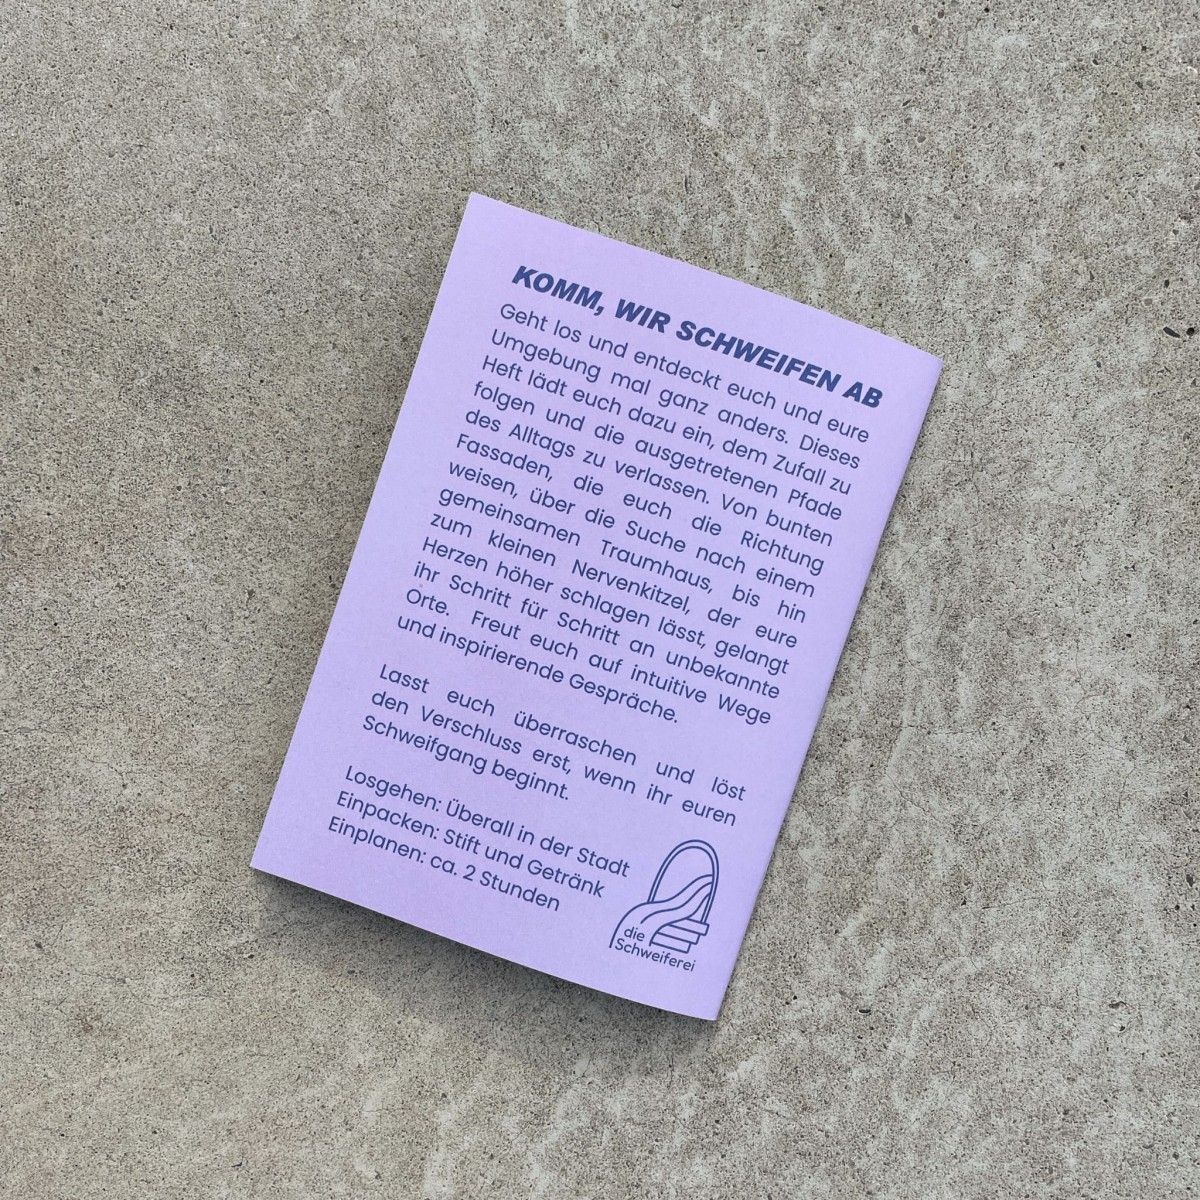 KOMM, WIR SCHWEIFEN AB
Geht los und entdeckt euch und eure
Umgebung mal ganz anders. Dieses
Heft lädt euch dazu ein, dem Zufall zu
folgen und die ausgetretenen Pfade
des Alltags zu verlassen. Von bunten
Fassaden, die euch die Richtung
weisen, über die Suche nach einem
gemeinsamen Traumhaus, bis hin
zum kleinen Nervenkitzel, der eure
Herzen höher schlagen lässt, gelangt
ihr Schritt für Schritt an unbekannte
Orte. Freut euch auf intuitive Wege
und inspirierende Gespräche.
Lasst euch überraschen und löst
den Verschluss erst, wenn ihr euren
Schweifgang beginnt.
Losgehen: Überall in der Stadt
Einpacken: Stift und Getränk
Einplanen: ca. 2 Stunden
die
Schweiferei